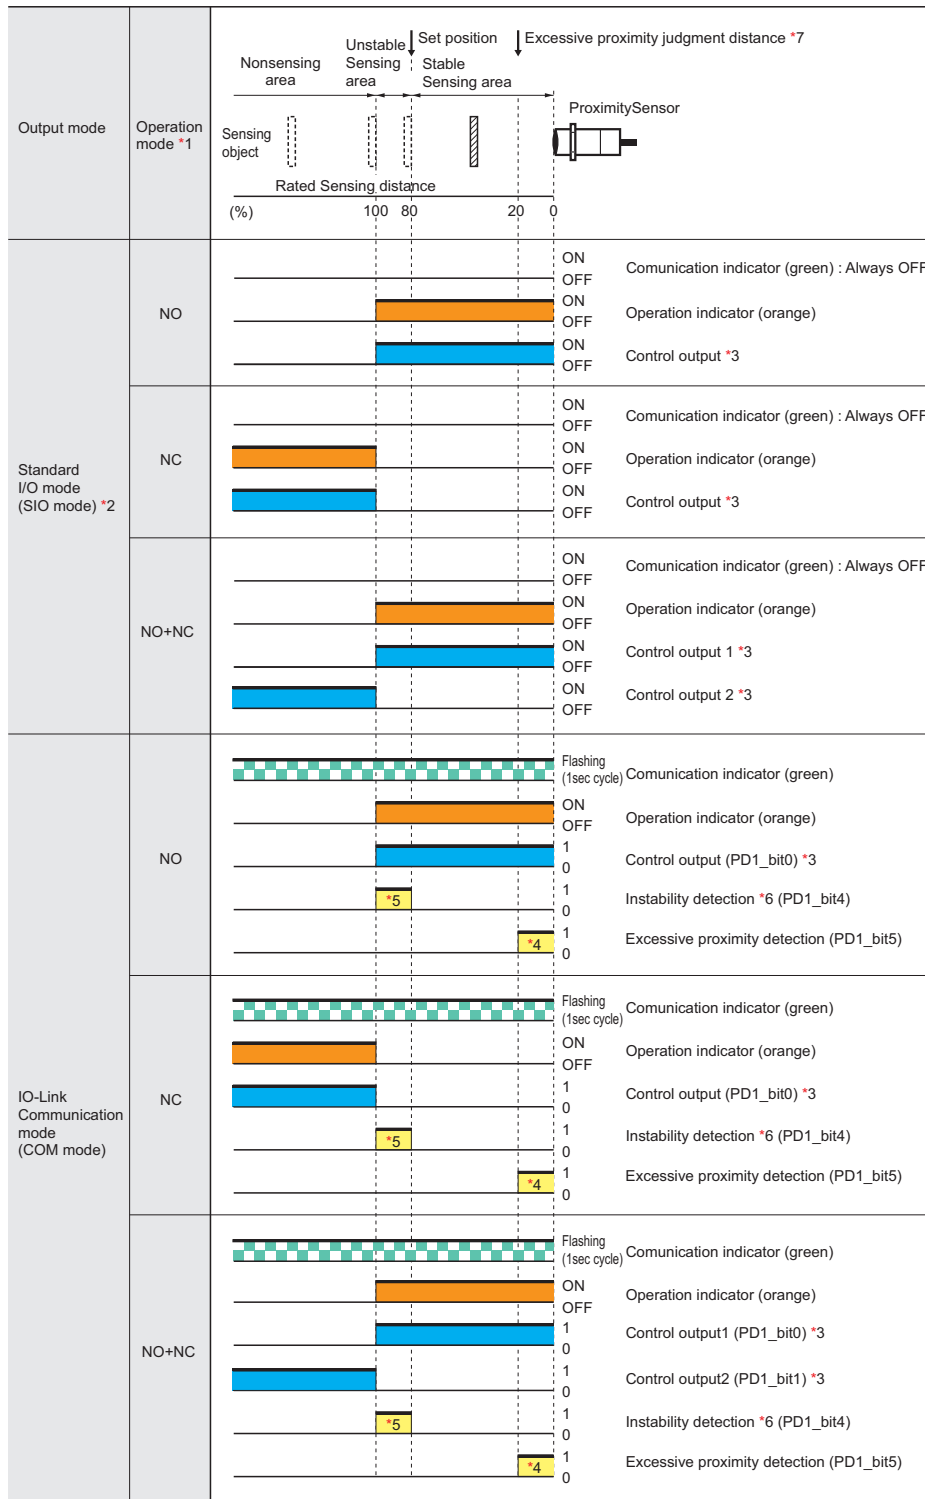 Output mode
Operation
mode *1
Nonsensing
area
Unstable
Sensing
area
Set position
Stable
Sensing area
Excessive proximity judgment distance *7
ProximitySensor
Sensing
object
Rated Sensing distance
(%)
100 80 20 0
Standard
I/O mode
(SIO mode) *2
NO
ON
OFF
Comunication indicator (green) : Always OFF
ON
OFF
Operation indicator (orange)
ON
OFF
Control output *3
NC
ON
OFF
Comunication indicator (green) : Always OFF
ON
OFF
Operation indicator (orange)
ON
OFF
Control output *3
NO+NC
ON
OFF
Comunication indicator (green) : Always OFF
ON
OFF
Operation indicator (orange)
ON
OFF
Control output 1 *3
ON
OFF
Control output 2 *3
IO-Link
Communication
mode
(COM mode)
NO
Flashing
(1sec cycle)
Comunication indicator (green)
ON
OFF
Operation indicator (orange)
1
0
Control output (PD1_bit0) *3
*5
1
0
Instability detection *6 (PD1_bit4)
*4
1
0
Excessive proximity detection (PD1_bit5)
NC
Flashing
(1sec cycle)
Comunication indicator (green)
ON
OFF
Operation indicator (orange)
1
0
Control output (PD1_bit0) *3
*5
1
0
Instability detection *6 (PD1_bit4)
*4
1
0
Excessive proximity detection (PD1_bit5)
NO+NC
Flashing
(1sec cycle)
Comunication indicator (green)
ON
OFF
Operation indicator (orange)
1
0
Control output1 (PD1_bit0) *3
1
0
Control output2 (PD1_bit1) *3
*5
1
0
Instability detection *6 (PD1_bit4)
*4
1
0
Excessive proximity detection (PD1_bit5)